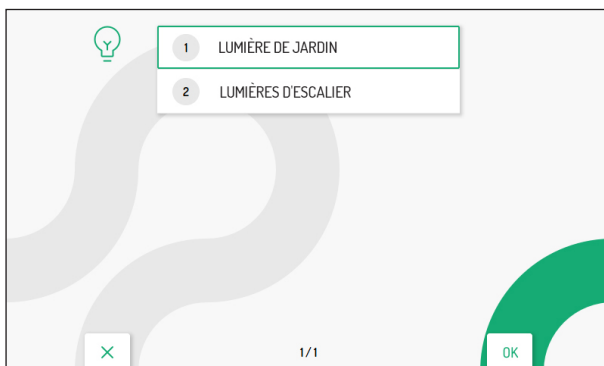 1 LUMIÈRE DE JARDIN
2 LUMIÈRES D'ESCALIER
1/1
OK